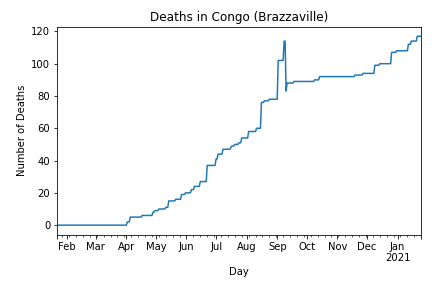 Deaths in Congo (Brazzaville)
120
100
80
60
40
20
0
Number of Deaths
Feb Mar Apr May Jun Jul Aug Sep Oct Nov Dec Jan
2021
Day